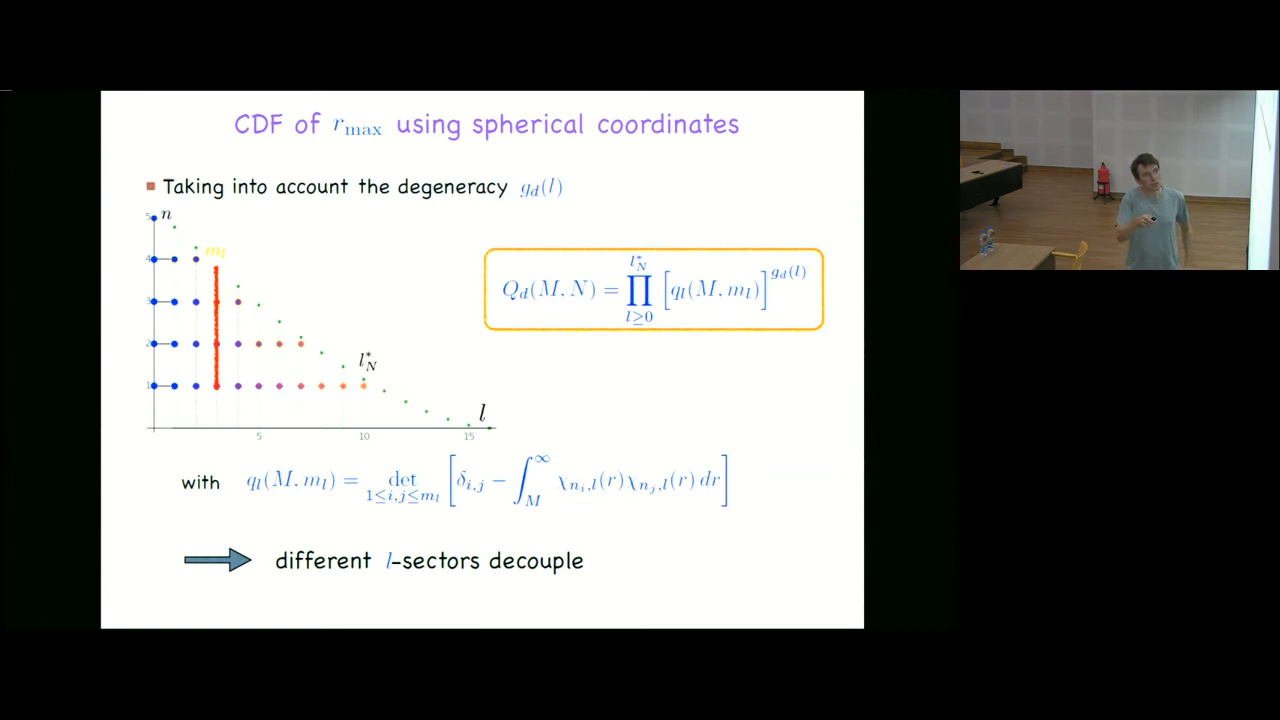 CDF of r_max using spherical coordinates
Taking into account the degeneracy g_d(l)
n
m_l
5
4
3
2
1
l*_N
l
5 10 15
Q_d(M, N) = ∏_{l≥0}^{l*_N} [q_l(M, m_l)]^{g_d(l)}
with q_l(M, m_l) = det_{1≤i,j≤m_l} [δ_{i,j} − ∫_M^∞ χ_{n_i,l}(r) χ_{n_j,l}(r) dr]
different l-sectors decouple